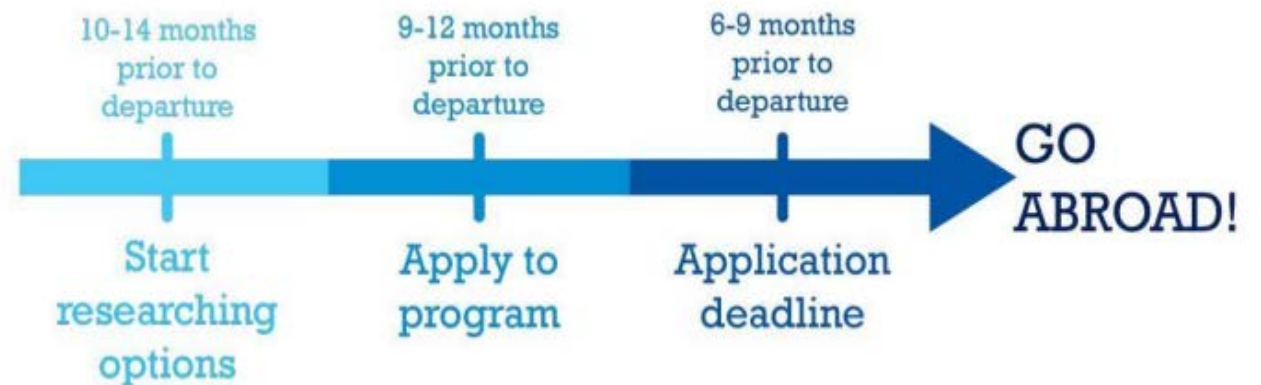 10-14 months
prior to
departure
9-12 months
prior to
departure
6-9 months
prior to
departure
GO
ABROAD!
Start
researching
options
Apply to
program
Application
deadline